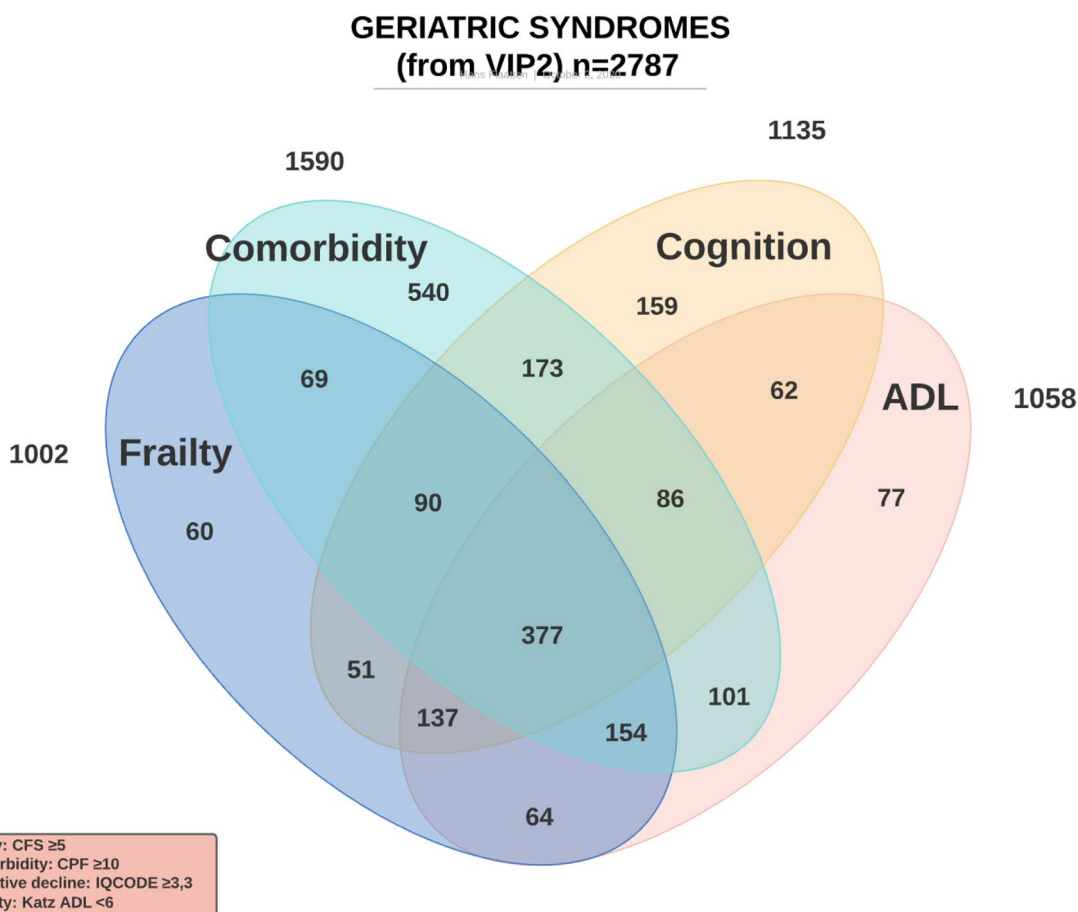 GERIATRIC SYNDROMES
(from VIP2) n=2787
1135
1590
Comorbidity
Cognition
540
159
173
69
62
ADL
1058
1002
Frailty
90
86
77
60
377
51
101
137
154
64
y: CFS ≥5
rbidity: CPF ≥10
tive decline: IQCODE ≥3,3
ty: Katz ADL <6